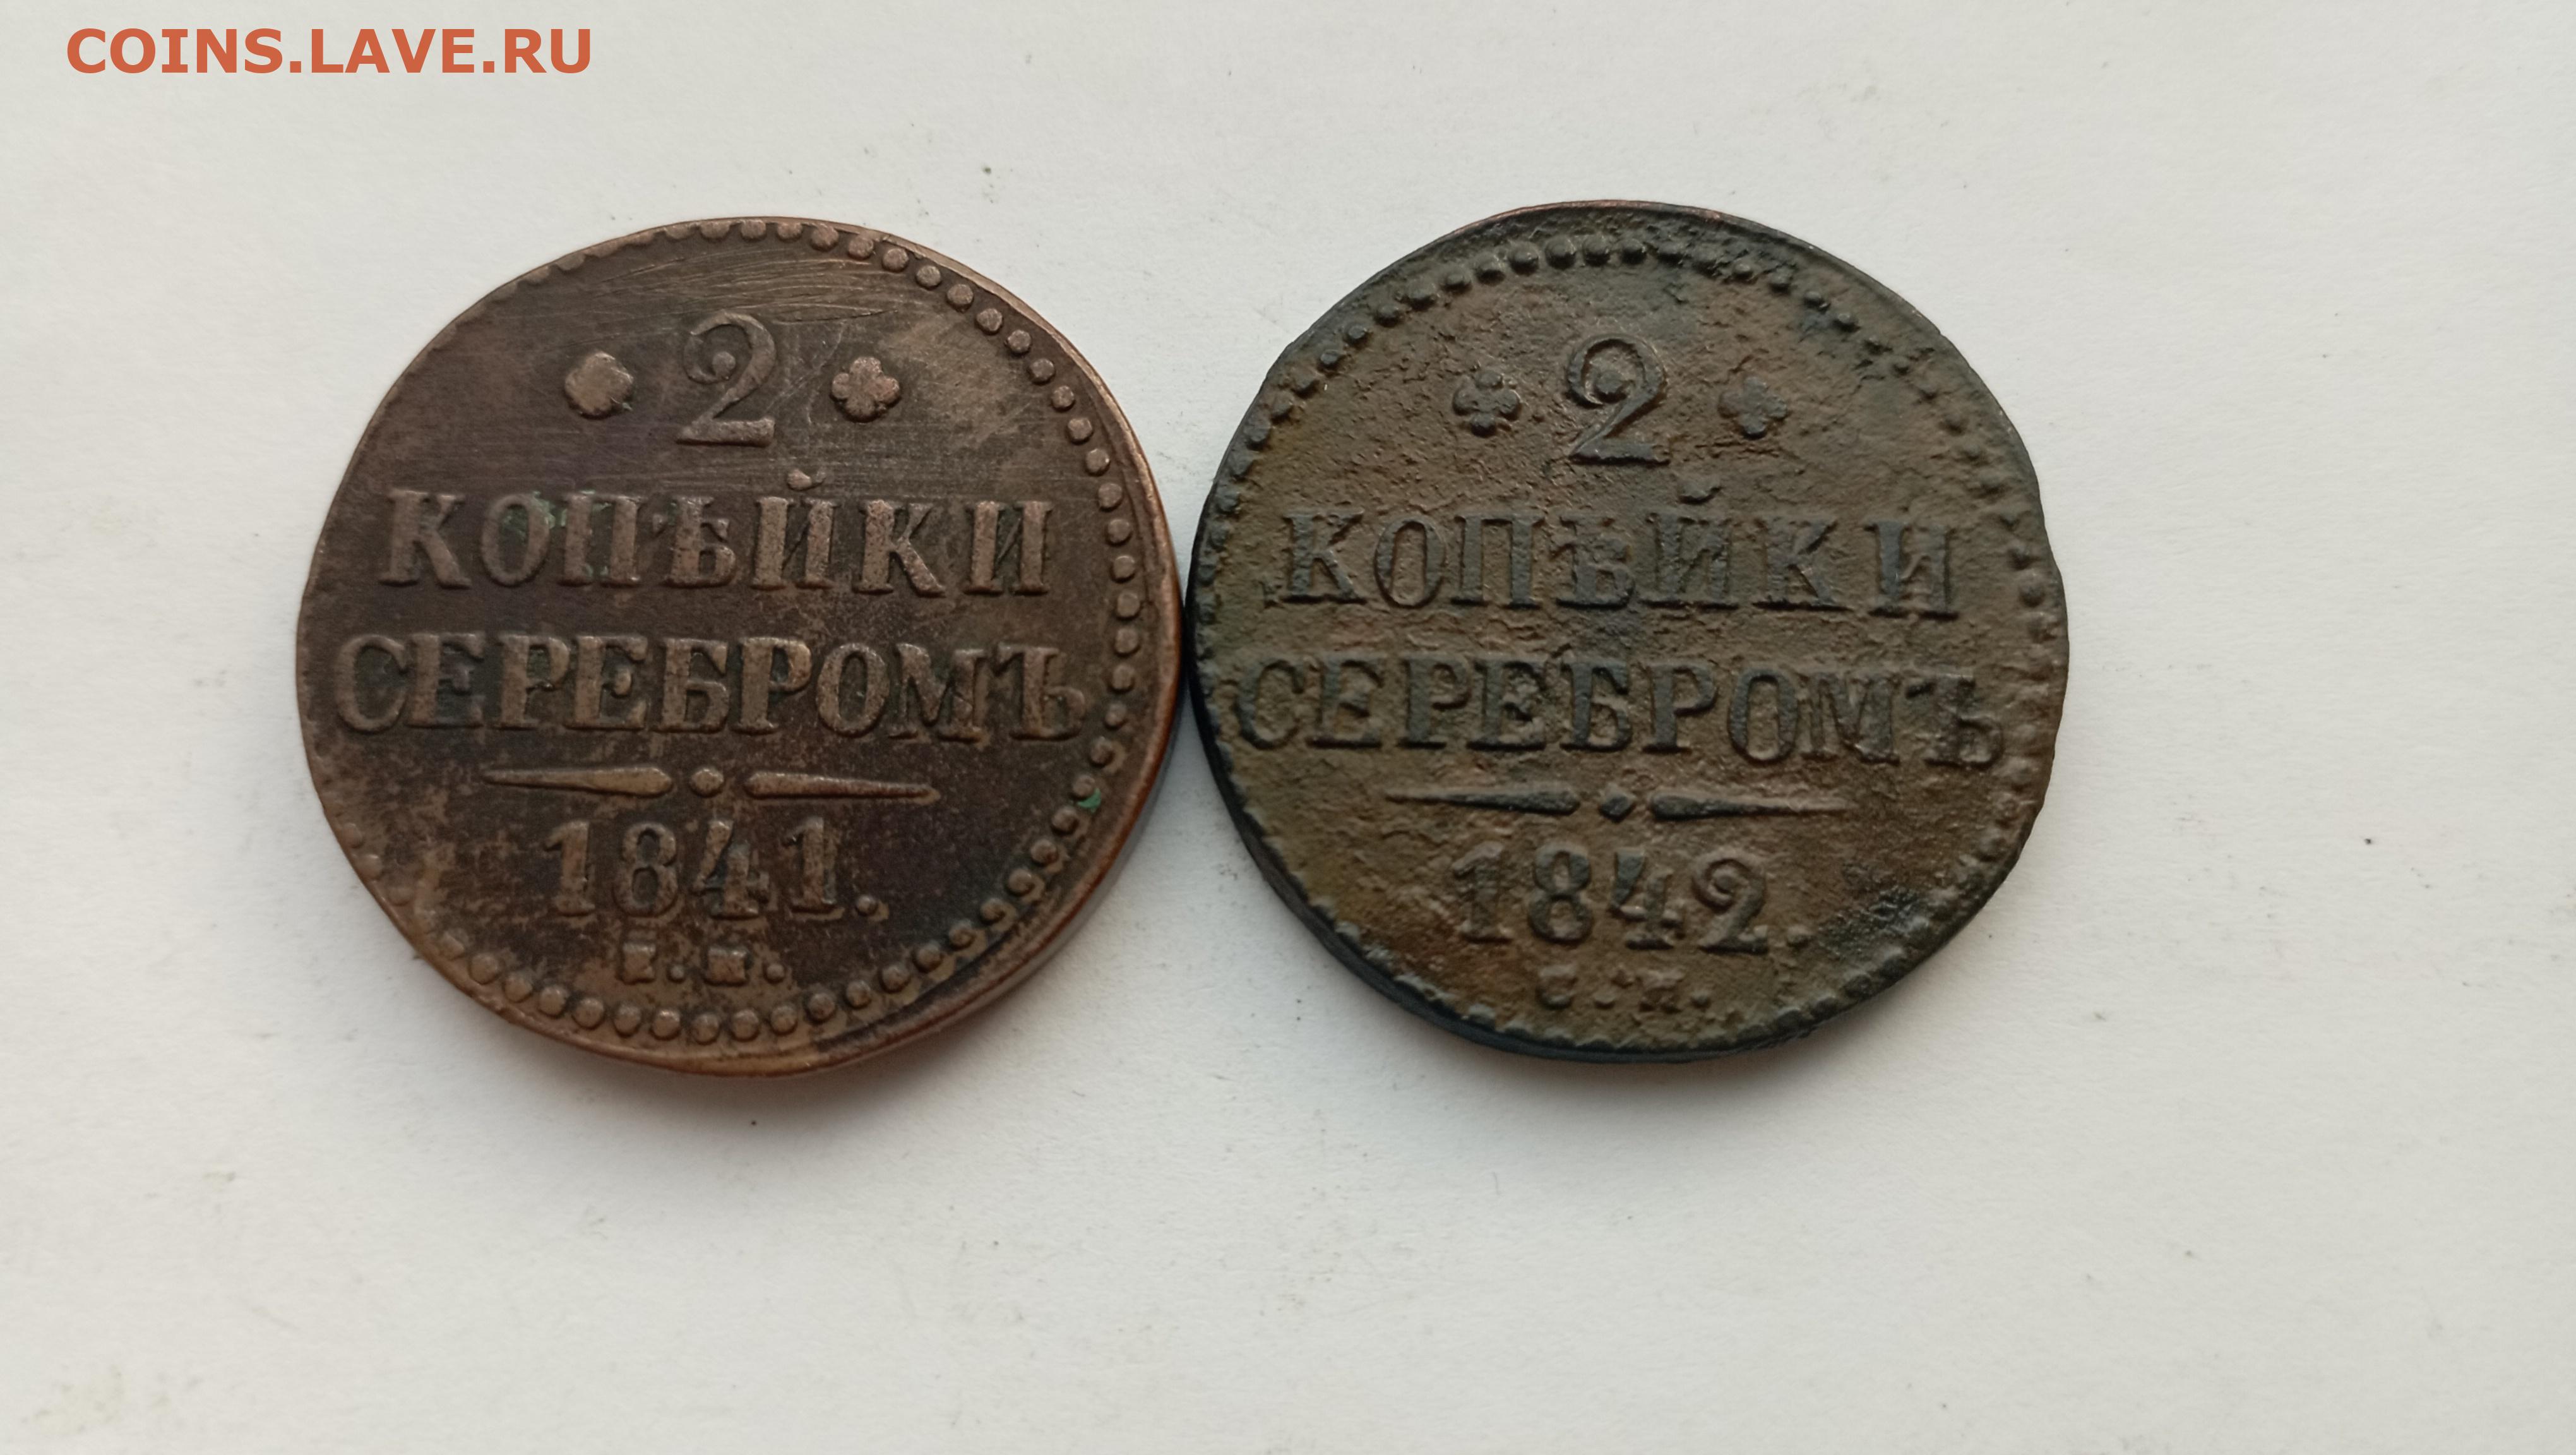 COINS.LAVE.RU
2
КОПѢЙКИ
СЕРЕБРОМЪ
1841.
2
КОПѢЙКИ
СЕРЕБРОМЪ
1842.